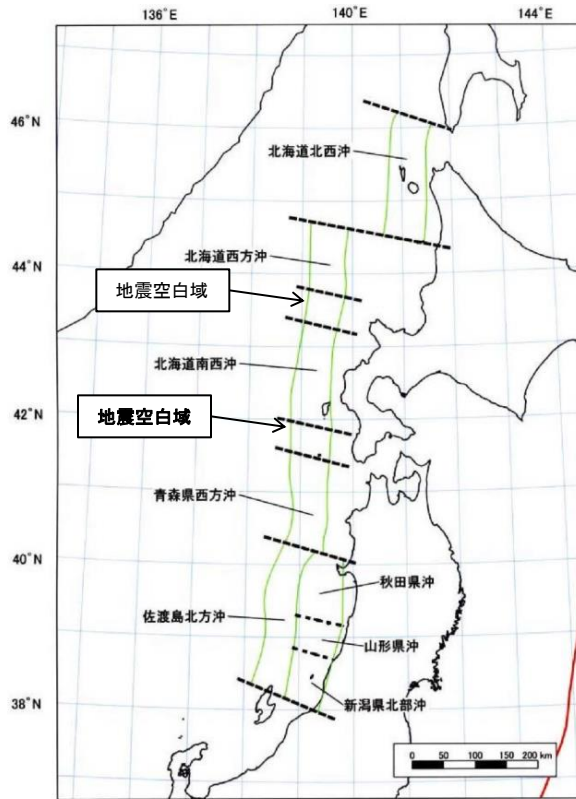 136°E
140°E
144°E
46°N
北海道北西沖
44°N
北海道西方沖
地震空白域
北海道南西沖
42°N
地震空白域
青森県西方沖
40°N
秋田県沖
佐渡島北方沖
山形県沖
38°N
新潟県北部沖
0 50 100 150 200 km